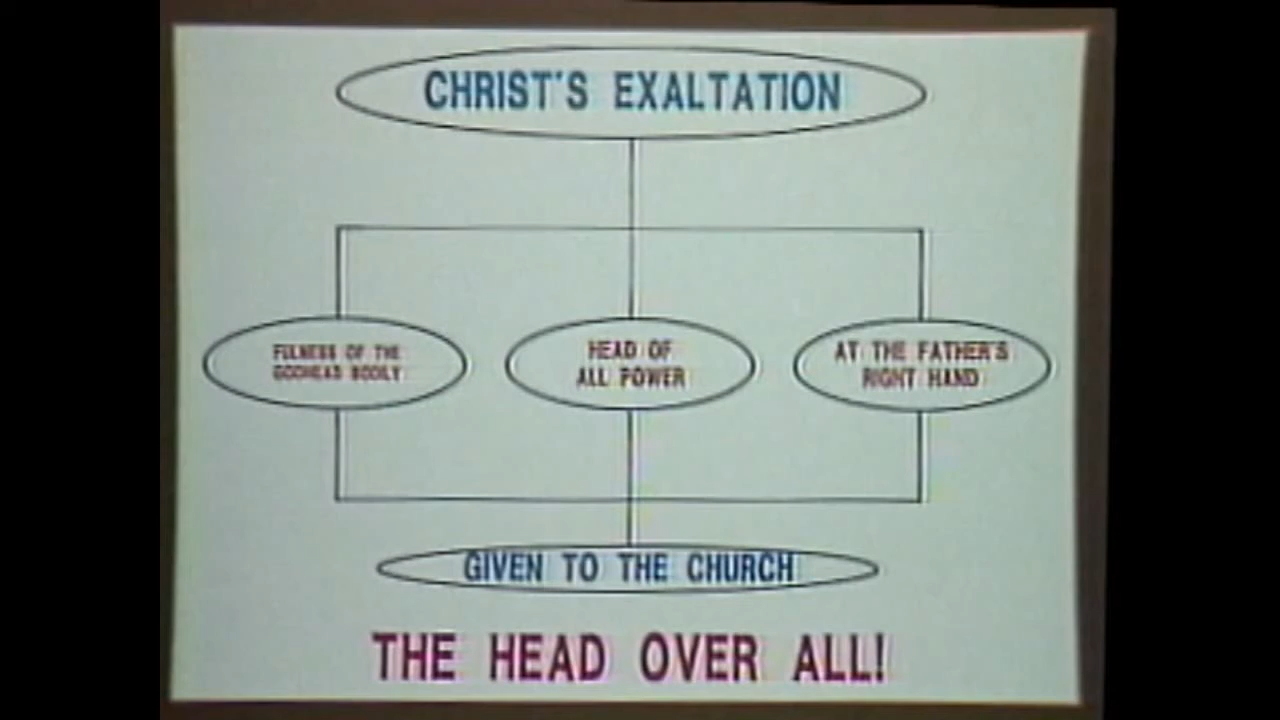 CHRIST'S EXALTATION
FULNESS OF THE
GODHEAD BODILY
HEAD OF
ALL POWER
AT THE FATHER'S
RIGHT HAND
GIVEN TO THE CHURCH
THE HEAD OVER ALL!